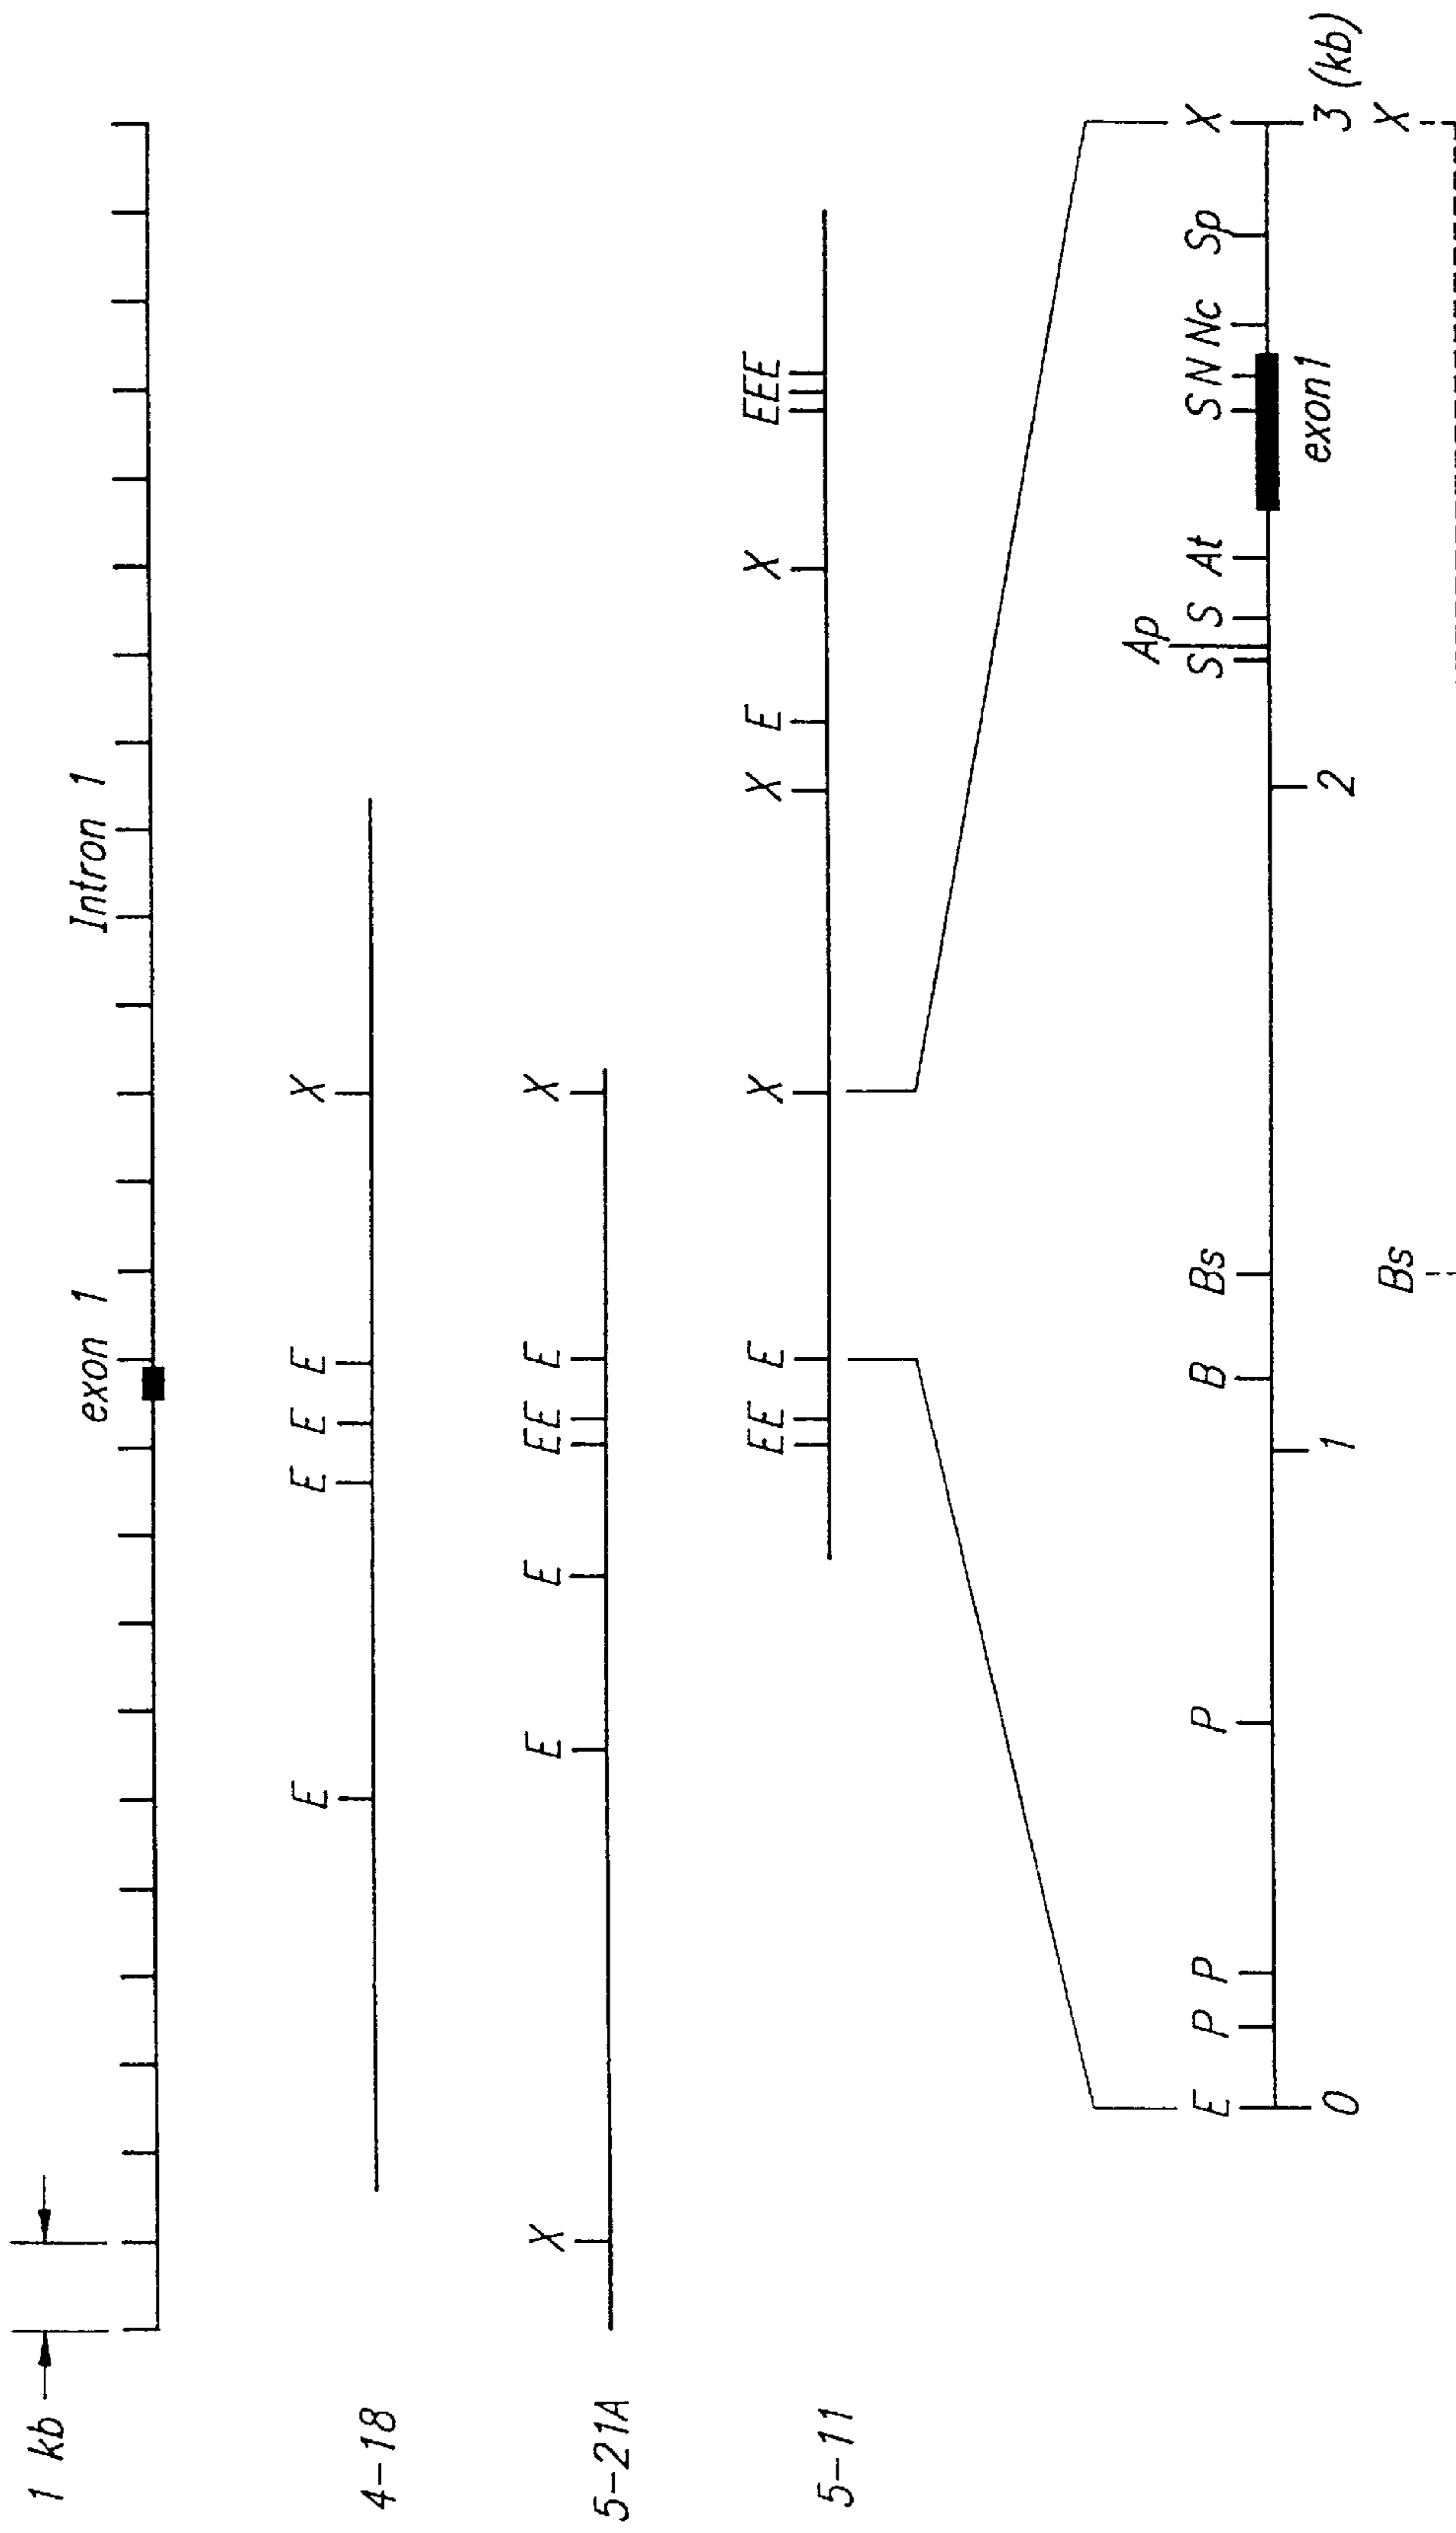 1 kb
exon 1 Intron 1
4-18
E E E E X
5-21A
X E E EE E X
5-11
EE E X X E X EEE
Ap
E P P P B Bs S S At S N Nc Sp X
exon1
0 1 2 3 (kb)
Bs X